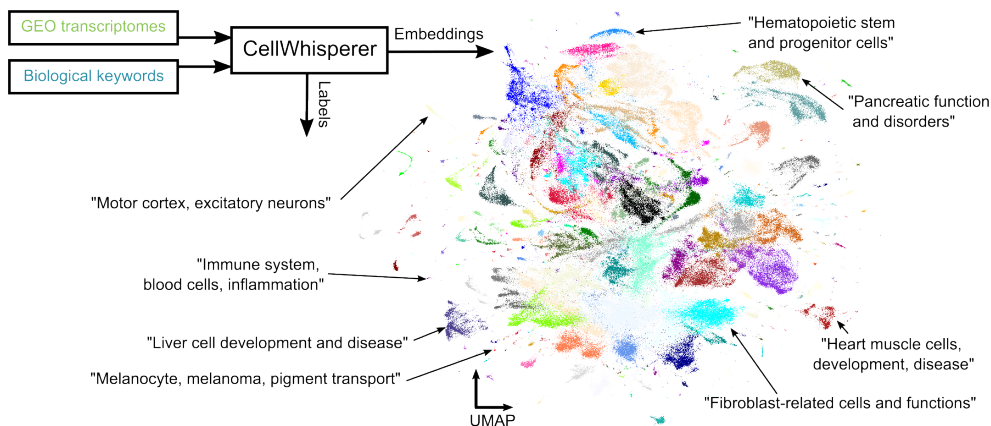 GEO transcriptomes
Biological keywords
CellWhisperer
Embeddings
Labels
"Hematopoietic stem
and progenitor cells"
"Pancreatic function
and disorders"
"Motor cortex, excitatory neurons"
"Immune system,
blood cells, inflammation"
"Liver cell development and disease"
"Melanocyte, melanoma, pigment transport"
"Heart muscle cells,
development, disease"
"Fibroblast-related cells and functions"
UMAP